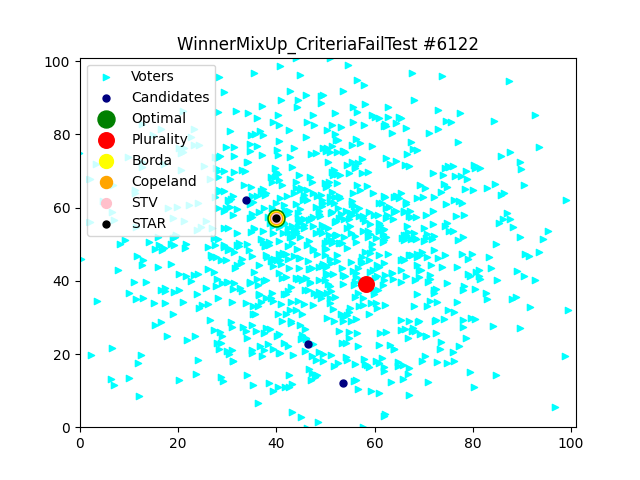 WinnerMixUp_CriteriaFailTest #6122
100
80
60
40
20
0
Voters
Candidates
Optimal
Plurality
Borda
Copeland
STV
STAR
0 20 40 60 80 100